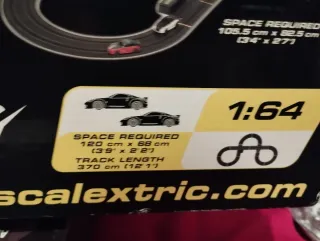 SPACE REQUIRED
105.5 cm x 82.5 cm
(3'4' x 2'7')
1:64
SPACE REQUIRED
120 cm x 68 cm
(3'9' x 2'2')
TRACK LENGTH
370 cm (12'1')
scalextric.com